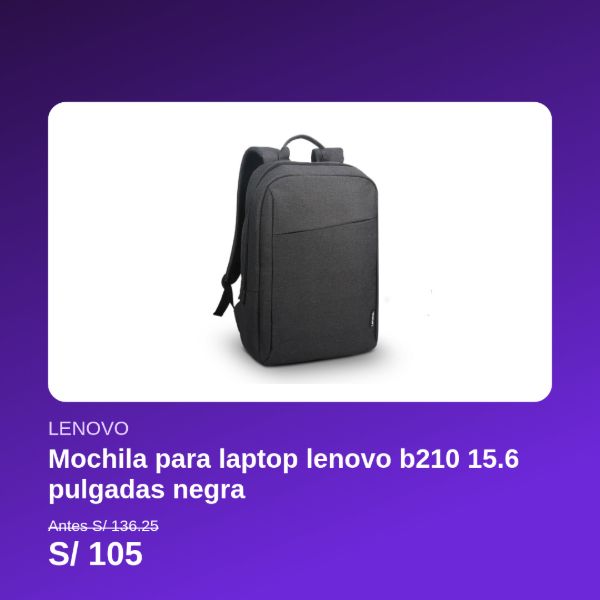 LENOVO
Mochila para laptop lenovo b210 15.6
pulgadas negra
Antes S/ 136.25
S/ 105